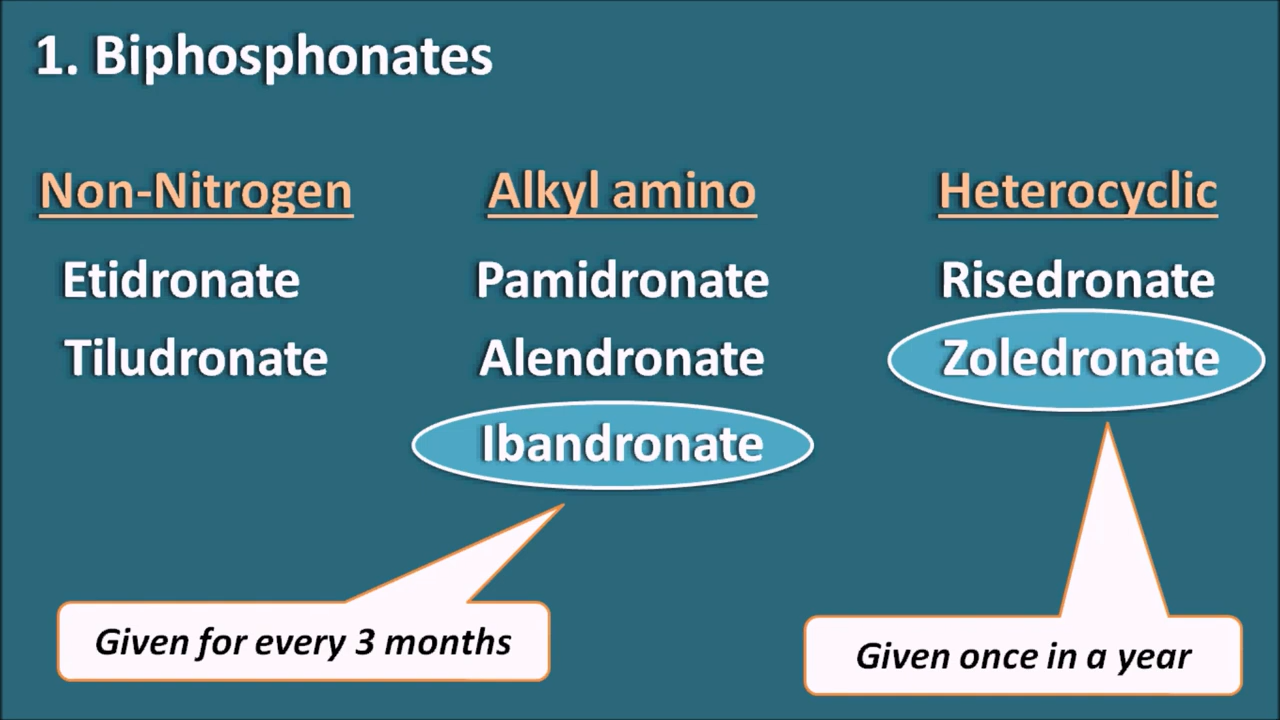 1. Biphosphonates
Non-Nitrogen
Etidronate
Tiludronate
Alkyl amino
Pamidronate
Alendronate
Ibandronate
Heterocyclic
Risedronate
Zoledronate
Given for every 3 months
Given once in a year